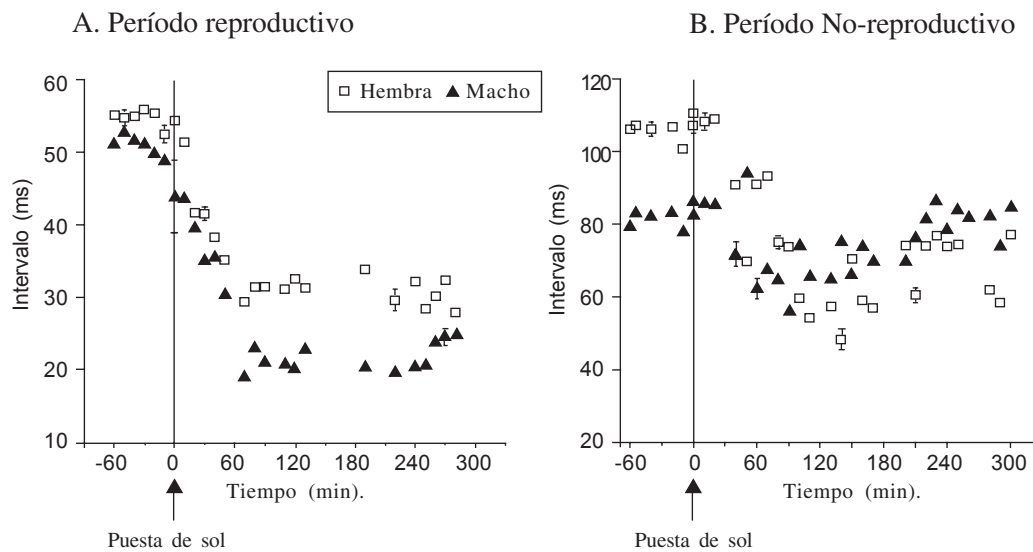 A. Período reproductivo
B. Período No-reproductivo
Hembra Macho
Intervalo (ms)
60
50
40
30
20
10
-60 0 60 120 180 240 300
Tiempo (min).
Puesta de sol
Intervalo (ms)
120
100
80
60
40
20
-60 0 60 120 180 240 300
Tiempo (min).
Puesta de sol